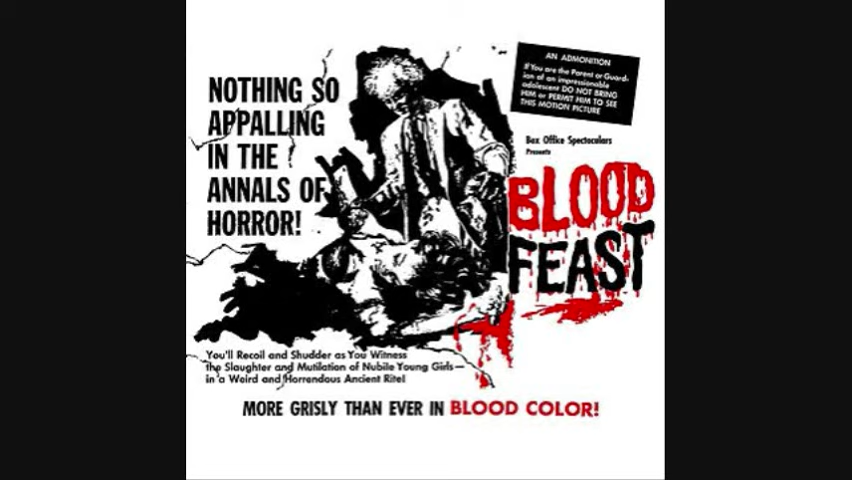 NOTHING SO
APPALLING
IN THE
ANNALS OF
HORROR!
AN ADMONITION
If You are the Parent or Guard-
ian of an impressionable
adolescent DO NOT BRING
HIM or PERMIT HIM TO SEE
THIS MOTION PICTURE
Box Office Spectaculars
Presents
BLOOD
FEAST
You'll Recoil and Shudder as You Witness
the Slaughter and Mutilation of Nubile Young Girls—
in a Weird and Horrendous Ancient Rite!
MORE GRISLY THAN EVER IN BLOOD COLOR!